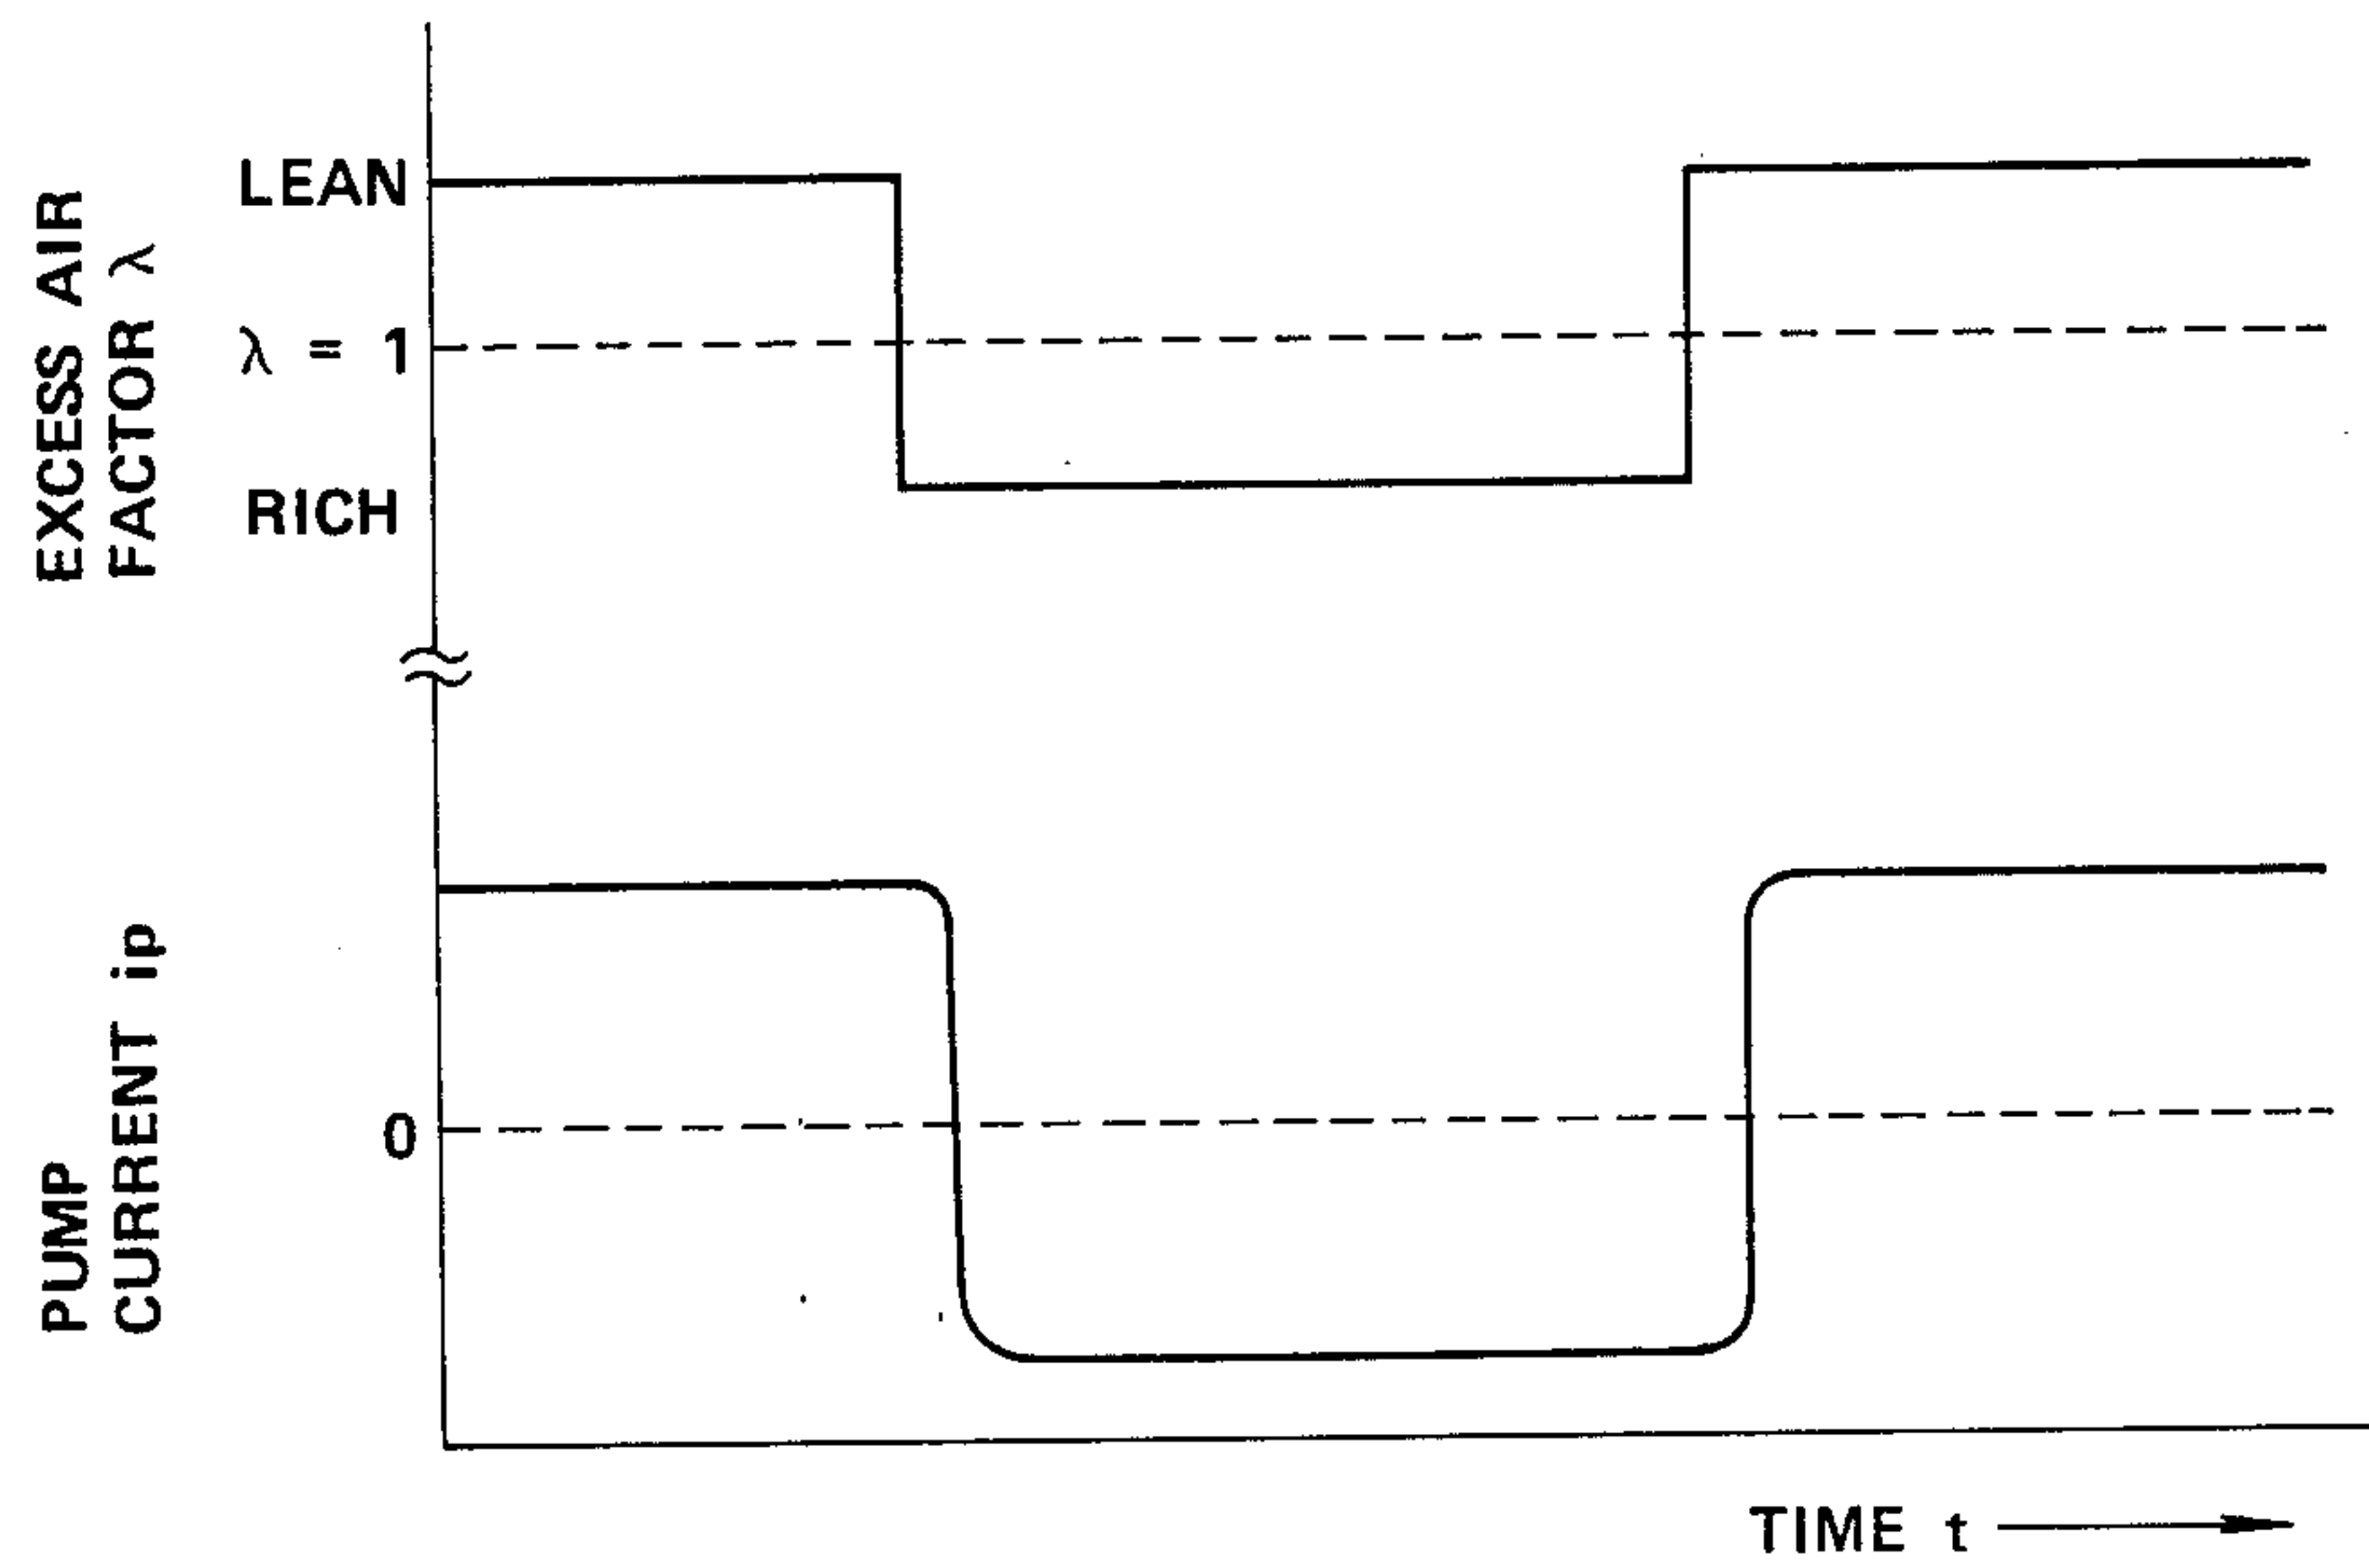 EXCESS AIR
FACTOR λ
LEAN
λ = 1
RICH
PUMP
CURRENT ip
0
TIME t